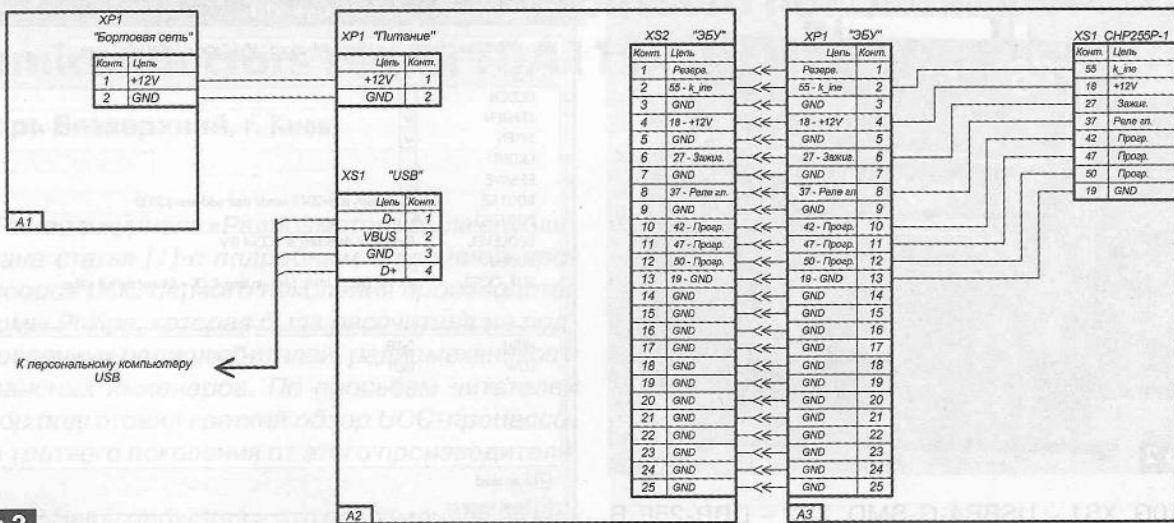 XP1
"Бортовая сеть"
Конт. Цепь
1 +12V
2 GND
A1
XP1 "Питание"
Цепь Конт.
+12V 1
GND 2
XS1 "USB"
Цепь Конт.
D- 1
VBUS 2
GND 3
D+ 4
К персональному компьютеру
USB
A2
XS2 "ЭБУ"
Конт. Цепь
1 Резерв.
2 55 - k_ine
3 GND
4 18 - +12V
5 GND
6 27 - Зажиг.
7 GND
8 37 - Реле гл.
9 GND
10 42 - Прогр.
11 47 - Прогр.
12 50 - Прогр.
13 19 - GND
14 GND
15 GND
16 GND
17 GND
18 GND
19 GND
20 GND
21 GND
22 GND
23 GND
24 GND
25 GND
XP1 "ЭБУ"
Цепь Конт.
Резерв. 1
55 - k_ine 2
GND 3
18 - +12V 4
GND 5
27 - Зажиг. 6
GND 7
37 - Реле гл 8
GND 9
42 - Прогр. 10
47 - Прогр. 11
50 - Прогр. 12
19 - GND 13
GND 14
GND 15
GND 16
GND 17
GND 18
GND 19
GND 20
GND 21
GND 22
GND 23
GND 24
GND 25
A3
XS1 CHP255P-1
Конт. Цепь
55 k_ine
18 +12V
27 Зажиг.
37 Реле гл.
42 Прогр.
47 Прогр.
50 Прогр.
19 GND